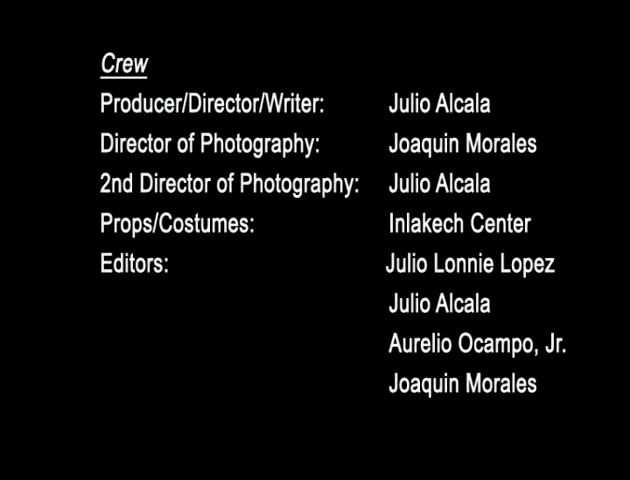 Crew
Producer/Director/Writer: Julio Alcala
Director of Photography: Joaquin Morales
2nd Director of Photography: Julio Alcala
Props/Costumes: Inlakech Center
Editors: Julio Lonnie Lopez
Julio Alcala
Aurelio Ocampo, Jr.
Joaquin Morales